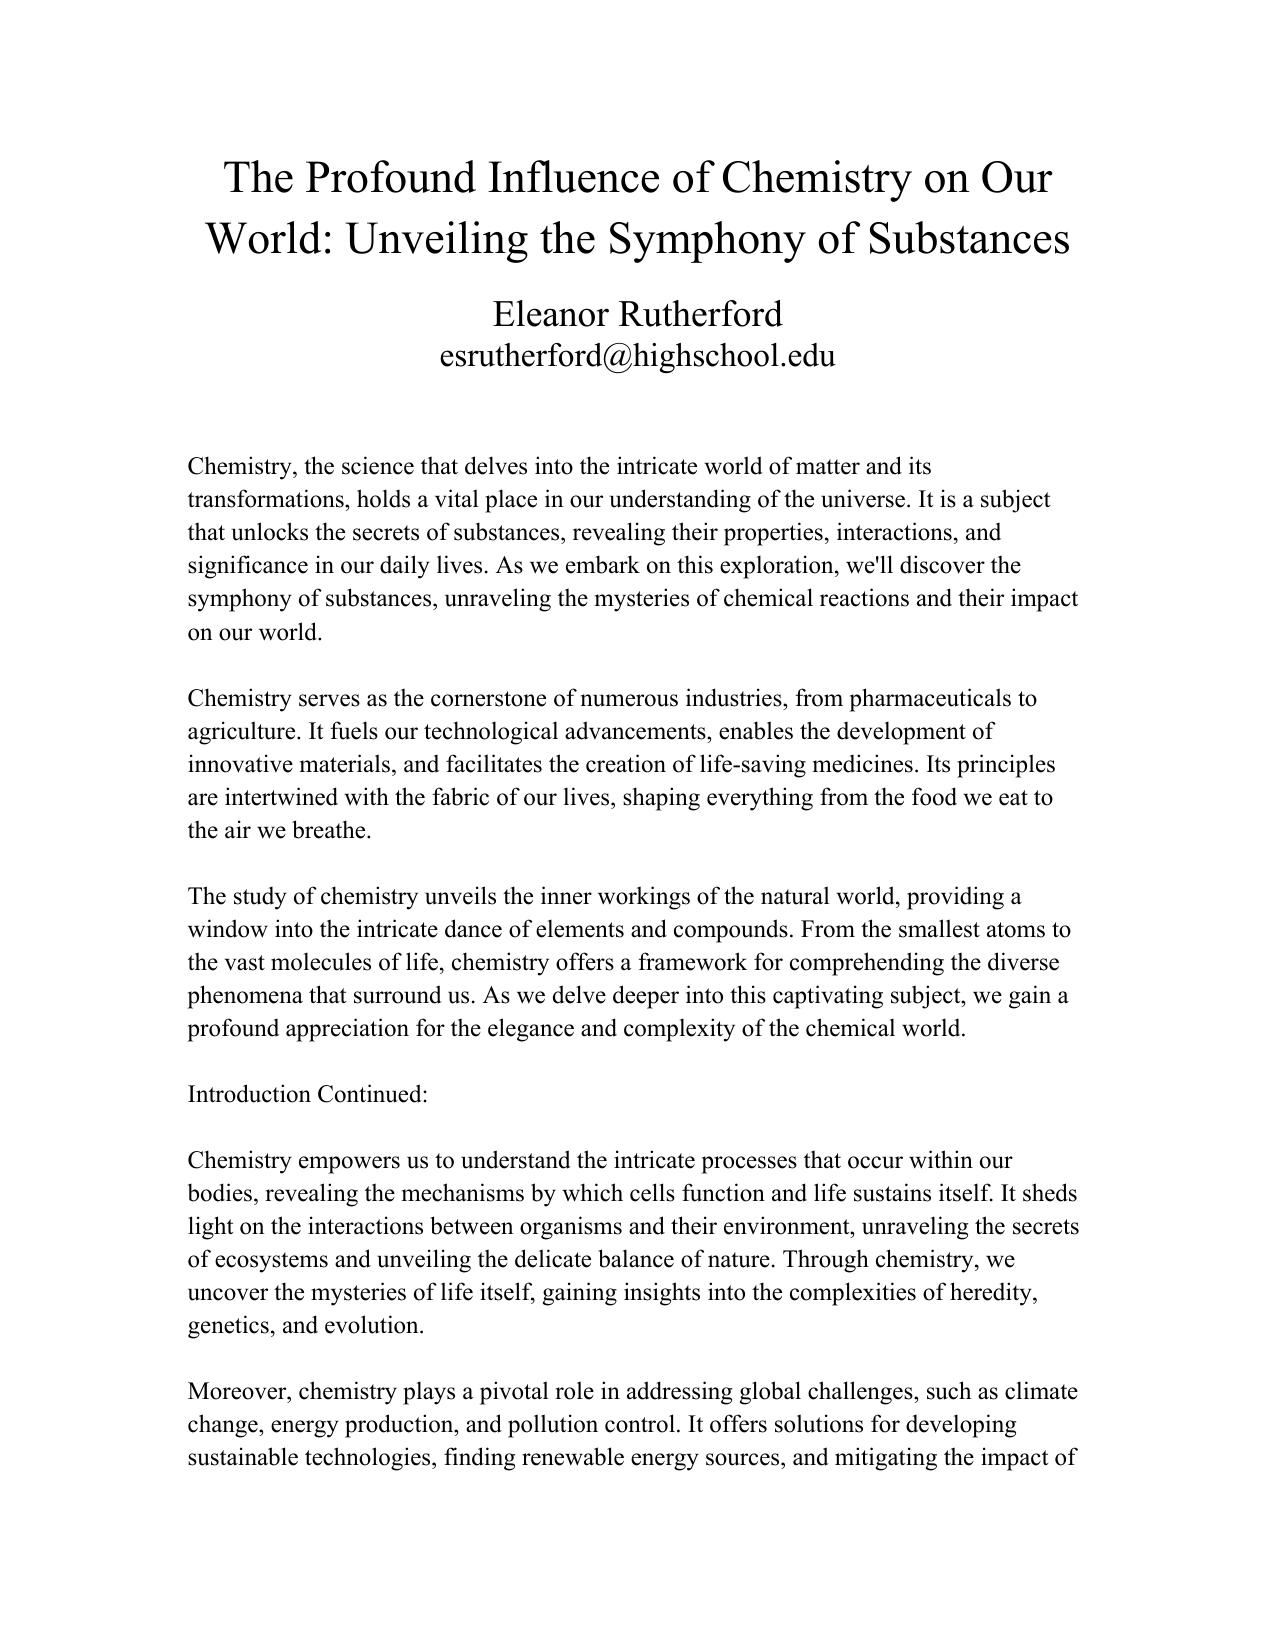 The Profound Influence of Chemistry on Our
World: Unveiling the Symphony of Substances
Eleanor Rutherford
esrutherford@highschool.edu
Chemistry, the science that delves into the intricate world of matter and its
transformations, holds a vital place in our understanding of the universe. It is a subject
that unlocks the secrets of substances, revealing their properties, interactions, and
significance in our daily lives. As we embark on this exploration, we'll discover the
symphony of substances, unraveling the mysteries of chemical reactions and their impact
on our world.
Chemistry serves as the cornerstone of numerous industries, from pharmaceuticals to
agriculture. It fuels our technological advancements, enables the development of
innovative materials, and facilitates the creation of life-saving medicines. Its principles
are intertwined with the fabric of our lives, shaping everything from the food we eat to
the air we breathe.
The study of chemistry unveils the inner workings of the natural world, providing a
window into the intricate dance of elements and compounds. From the smallest atoms to
the vast molecules of life, chemistry offers a framework for comprehending the diverse
phenomena that surround us. As we delve deeper into this captivating subject, we gain a
profound appreciation for the elegance and complexity of the chemical world.
Introduction Continued:
Chemistry empowers us to understand the intricate processes that occur within our
bodies, revealing the mechanisms by which cells function and life sustains itself. It sheds
light on the interactions between organisms and their environment, unraveling the secrets
of ecosystems and unveiling the delicate balance of nature. Through chemistry, we
uncover the mysteries of life itself, gaining insights into the complexities of heredity,
genetics, and evolution.
Moreover, chemistry plays a pivotal role in addressing global challenges, such as climate
change, energy production, and pollution control. It offers solutions for developing
sustainable technologies, finding renewable energy sources, and mitigating the impact of